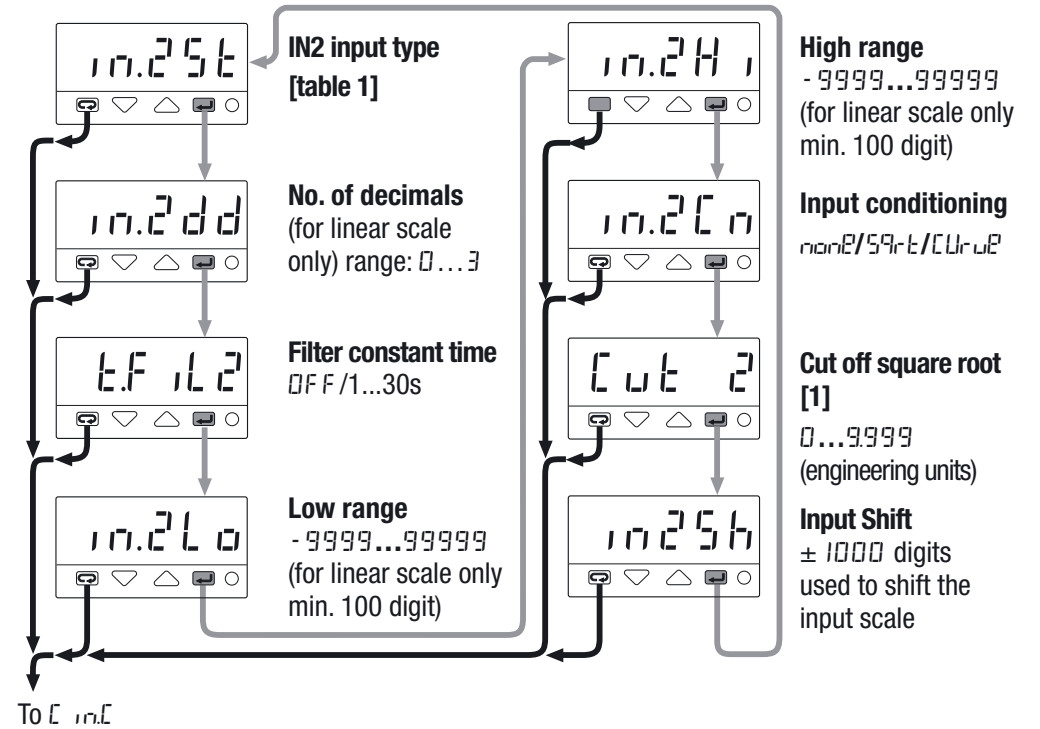 in.2St
IN2 input type
[table 1]
in.2dd
No. of decimals
(for linear scale
only) range: 0...3
t.FiL2
Filter constant time
OFF/1...30s
in.2Lo
Low range
-9999...99999
(for linear scale only
min. 100 digit)
in.2Hi
High range
-9999...99999
(for linear scale only
min. 100 digit)
in.2Cn
Input conditioning
nonE/Sqrt/CUruE
Cut 2
Cut off square root
[1]
0...9.999
(engineering units)
in2Sh
Input Shift
± 1000 digits
used to shift the
input scale
To C in.C